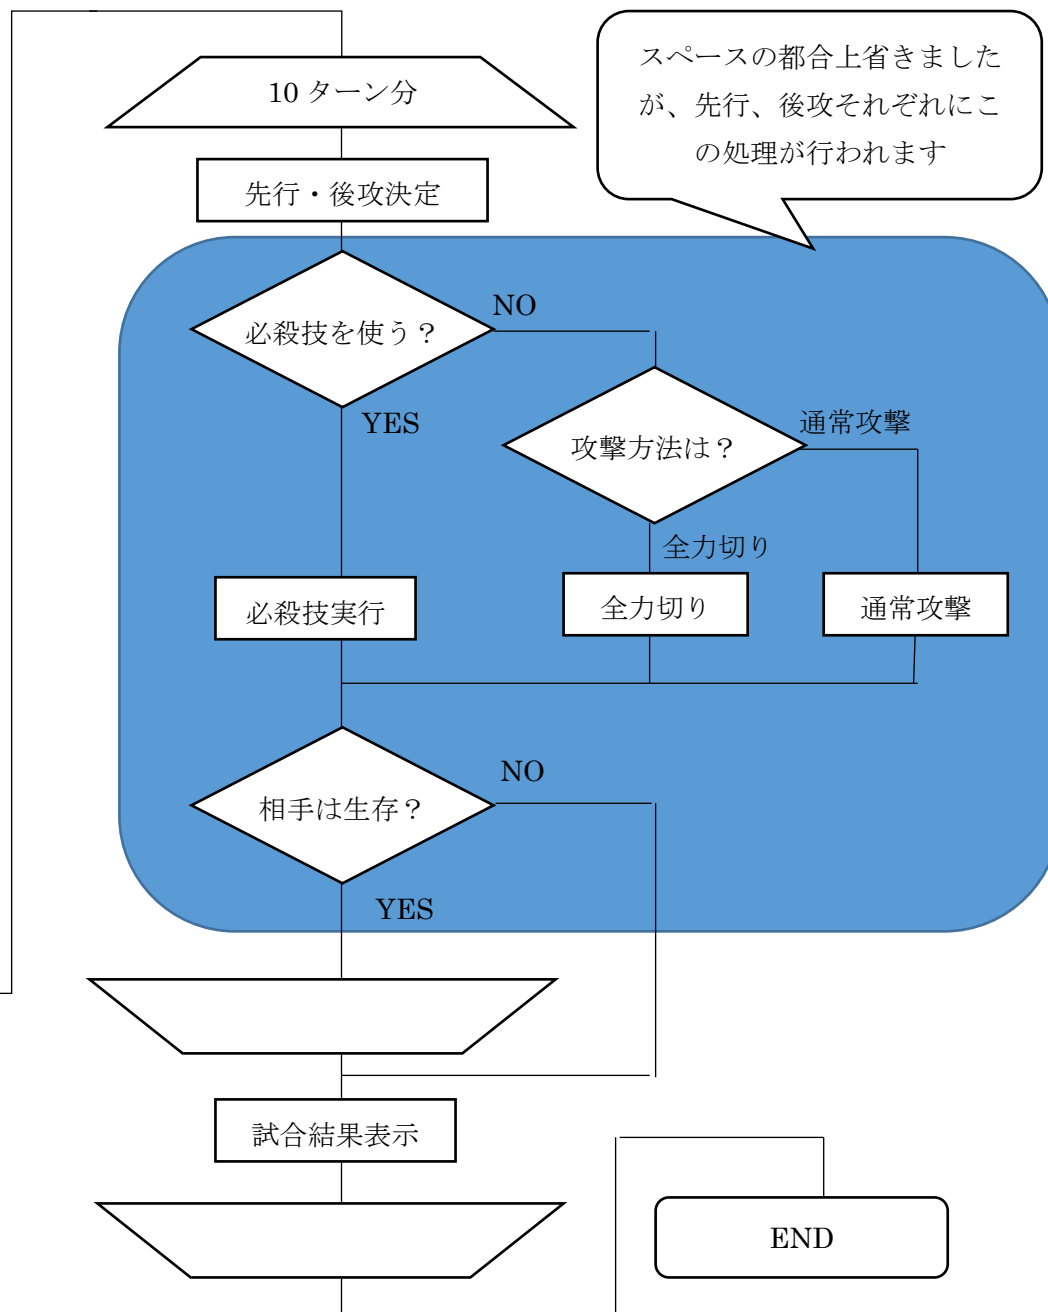 スペースの都合上省きました
が、先行、後攻それぞれにこ
の処理が行われます
10 ターン分
先行・後攻決定
必殺技を使う？
NO
YES
攻撃方法は？
通常攻撃
全力切り
必殺技実行
全力切り
通常攻撃
相手は生存？
NO
YES
試合結果表示
END